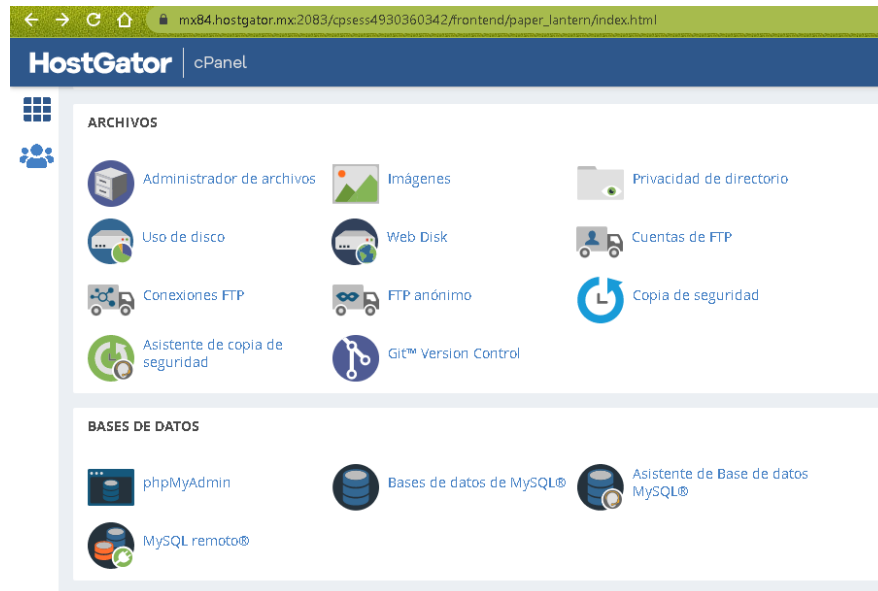 mx84.hostgator.mx:2083/cpsess4930360342/frontend/paper_lantern/index.html
HostGator cPanel
ARCHIVOS
Administrador de archivos
Imágenes
Privacidad de directorio
Uso de disco
Web Disk
Cuentas de FTP
Conexiones FTP
FTP anónimo
Copia de seguridad
Asistente de copia de
seguridad
Git™ Version Control
BASES DE DATOS
phpMyAdmin
Bases de datos de MySQL®
Asistente de Base de datos
MySQL®
MySQL remoto®